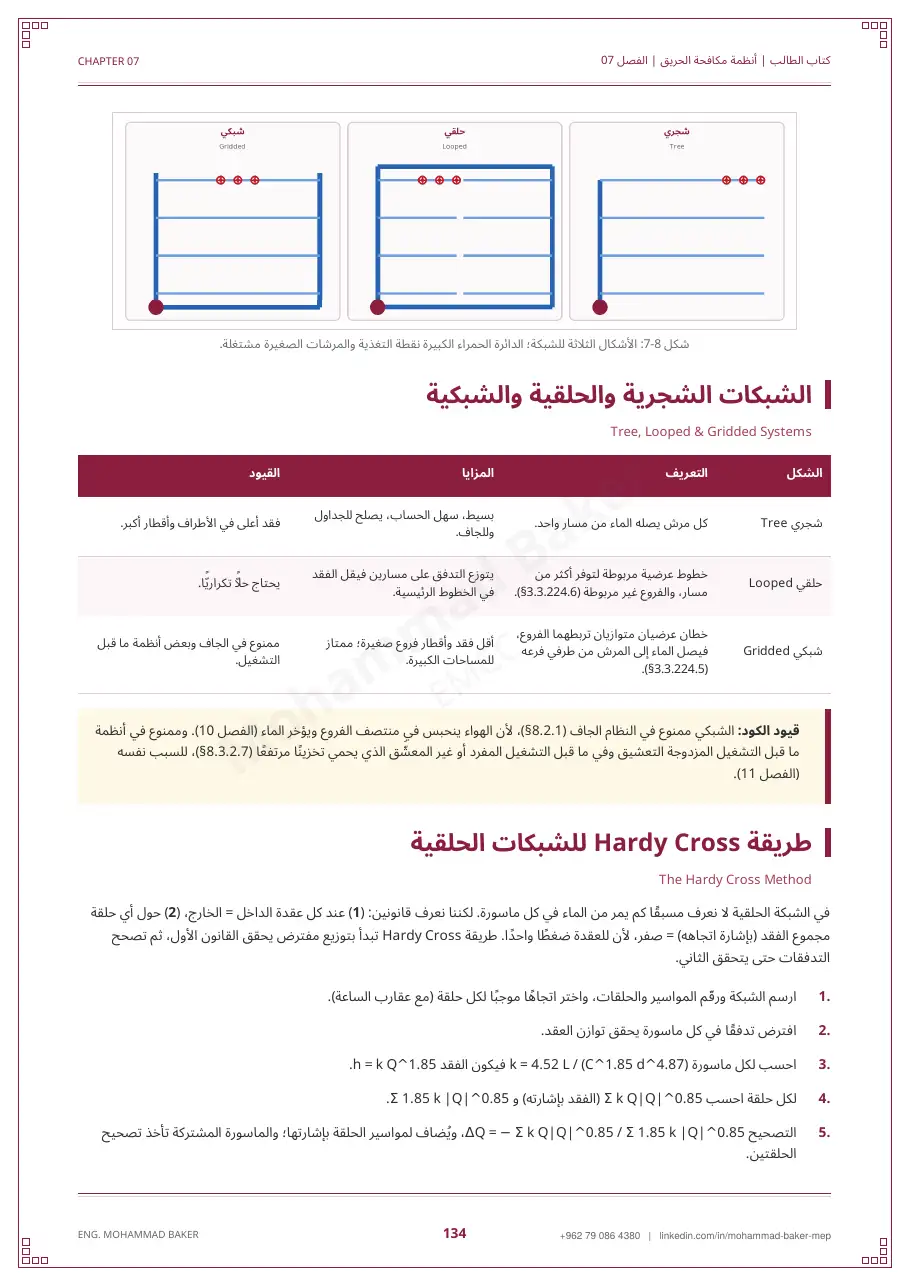 كتاب الطالب | أنظمة مكافحة الحريق | الفصل 07
CHAPTER 07
شجري
Tree
حلقي
Looped
شبكي
Gridded
شكل 8-7: الأشكال الثلاثة للشبكة؛ الدائرة الحمراء الكبيرة نقطة التغذية والمرشات الصغيرة مشتغلة.
الشبكات الشجرية والحلقية والشبكية
Tree, Looped & Gridded Systems
الشكل التعريف المزايا القيود
شجري Tree
كل مرش يصله الماء من مسار واحد.
بسيط، سهل الحساب، يصلح للجداول
وللجاف.
فقد أعلى في الأطراف وأقطار أكبر.
حلقي Looped
خطوط عرضية مربوطة لتوفر أكثر من
مسار، والفروع غير مربوطة (§3.3.224.6).
يتوزع التدفق على مسارين فيقل الفقد
في الخطوط الرئيسية.
يحتاج حلًا تكراريًا.
شبكي Gridded
خطان عرضيان متوازيان تربطهما الفروع،
فيصل الماء إلى المرش من طرفي فرعه
(§3.3.224.5).
أقل فقد وأقطار فروع صغيرة؛ ممتاز
للمساحات الكبيرة.
ممنوع في الجاف وبعض أنظمة ما قبل
التشغيل.
قيود الكود: الشبكي ممنوع في النظام الجاف (§8.2.1)، لأن الهواء ينحبس في منتصف الفروع ويؤخر الماء (الفصل 10). وممنوع في أنظمة
ما قبل التشغيل المزدوجة التعشيق وفي ما قبل التشغيل المفرد أو غير المعشّق الذي يحمي تخزينًا مرتفعًا (§8.3.2.7)، للسبب نفسه
(الفصل 11).
طريقة Hardy Cross للشبكات الحلقية
The Hardy Cross Method
في الشبكة الحلقية لا نعرف مسبقًا كم يمر من الماء في كل ماسورة. لكننا نعرف قانونين: (1) عند كل عقدة الداخل = الخارج، (2) حول أي حلقة
مجموع الفقد (بإشارة اتجاهه) = صفر، لأن للعقدة ضغطًا واحدًا. طريقة Hardy Cross تبدأ بتوزيع مفترض يحقق القانون الأول، ثم تصحح
التدفقات حتى يتحقق الثاني.
1. ارسم الشبكة ورقّم المواسير والحلقات، واختر اتجاهًا موجبًا لكل حلقة (مع عقارب الساعة).
2. افترض تدفقًا في كل ماسورة يحقق توازن العقد.
3. احسب لكل ماسورة k = 4.52 L / (C^1.85 d^4.87) فيكون الفقد h = k Q^1.85.
4. لكل حلقة احسب Σ k Q|Q|^0.85 (الفقد بإشارته) و Σ 1.85 k |Q|^0.85.
5. التصحيح ΔQ = − Σ k Q|Q|^0.85 / Σ 1.85 k |Q|^0.85، ويُضاف لمواسير الحلقة بإشارتها؛ والماسورة المشتركة تأخذ تصحيح
الحلقتين.
ENG. MOHAMMAD BAKER
134
+962 79 086 4380 | linkedin.com/in/mohammad-baker-mep